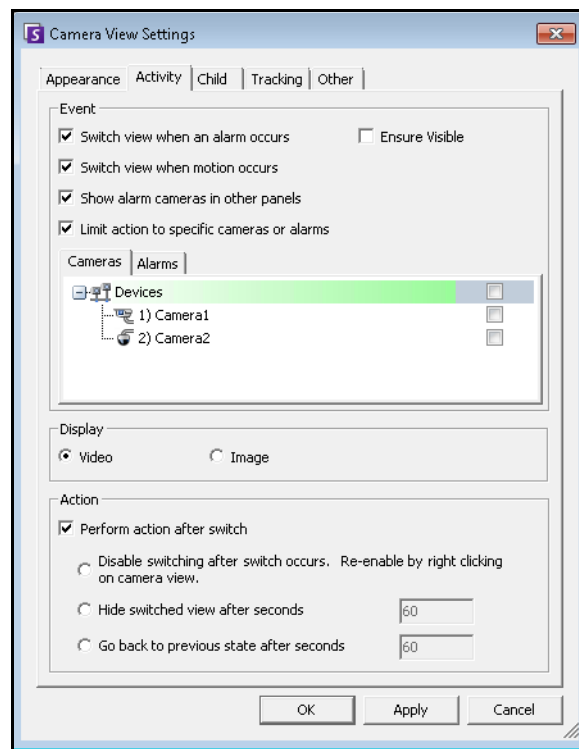 Camera View Settings
Appearance Activity Child Tracking Other
Event
Switch view when an alarm occurs Ensure Visible
Switch view when motion occurs
Show alarm cameras in other panels
Limit action to specific cameras or alarms
Cameras Alarms
Devices
1) Camera1
2) Camera2
Display
Video Image
Action
Perform action after switch
Disable switching after switch occurs. Re-enable by right clicking
on camera view.
Hide switched view after seconds 60
Go back to previous state after seconds 60
OK Apply Cancel